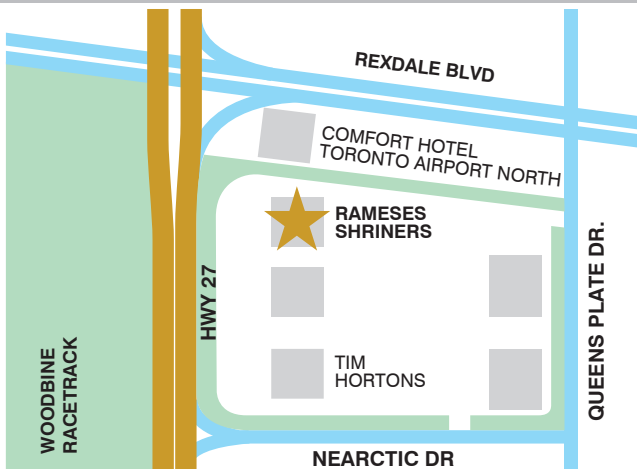 REXDALE BLVD
COMFORT HOTEL
TORONTO AIRPORT NORTH
RAMESES
SHRINERS
HWY 27
QUEENS PLATE DR.
WOODBINE
RACETRACK
TIM
HORTONS
NEARCTIC DR